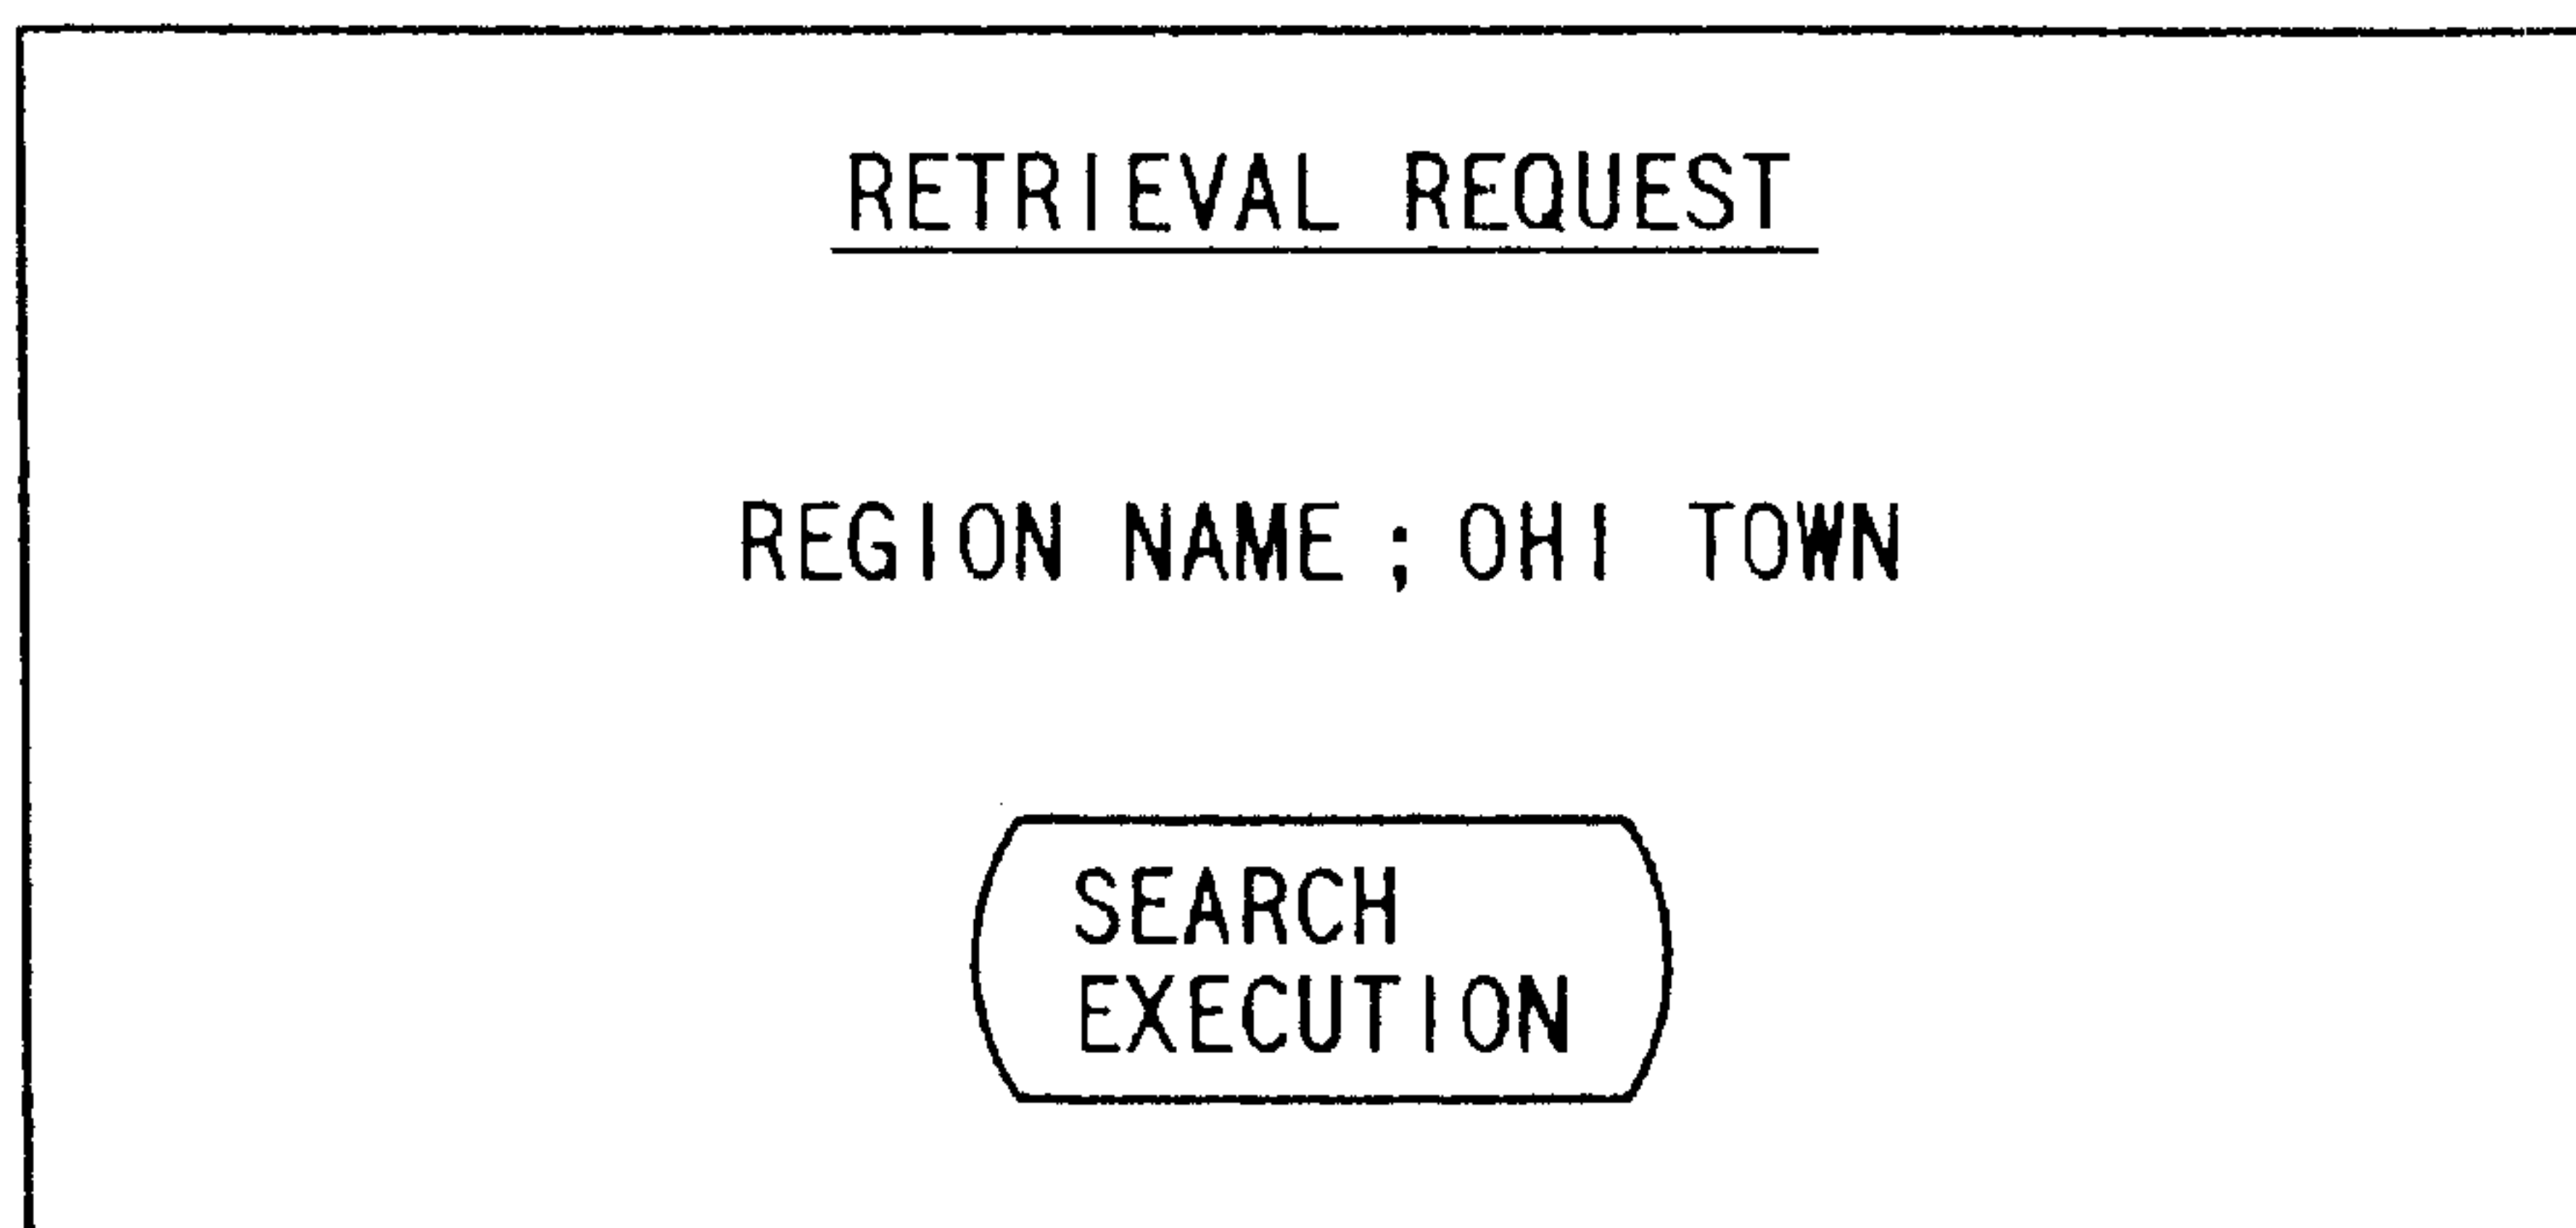 RETRIEVAL REQUEST
REGION NAME ; OHI TOWN
SEARCH
EXECUTION